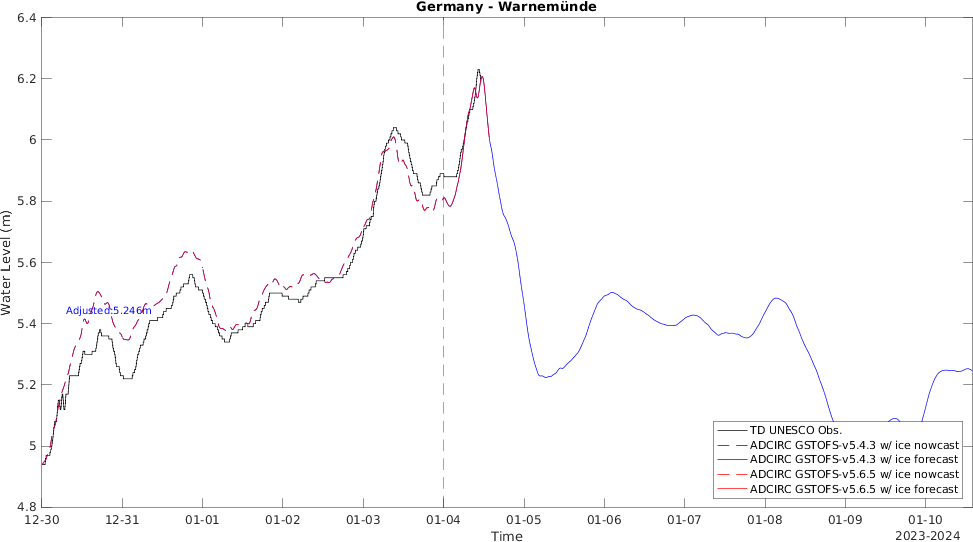 Germany - Warnemünde
6.4
6.2
6
5.8
5.6
5.4
5.2
5
4.8
Water Level (m)
Adjusted:5.246m
TD UNESCO Obs.
ADCIRC GSTOFS-v5.4.3 w/ ice nowcast
ADCIRC GSTOFS-v5.4.3 w/ ice forecast
ADCIRC GSTOFS-v5.6.5 w/ ice nowcast
ADCIRC GSTOFS-v5.6.5 w/ ice forecast
12-30 12-31 01-01 01-02 01-03 01-04 01-05 01-06 01-07 01-08 01-09 01-10
Time
2023-2024